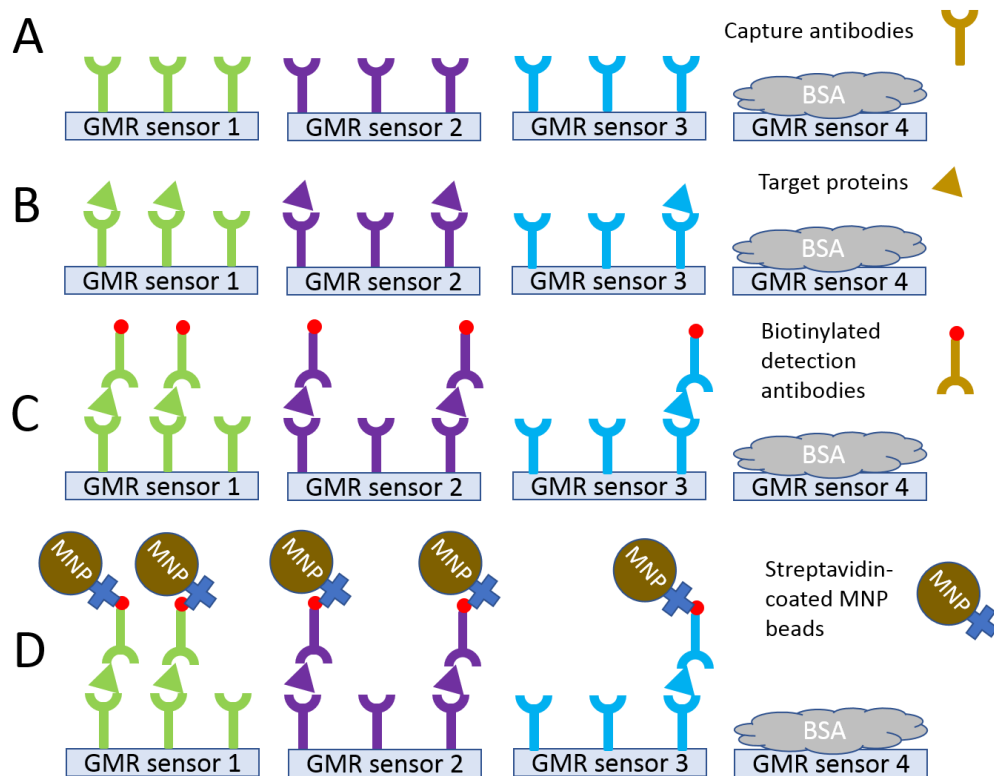 A
Capture antibodies
BSA
GMR sensor 1
GMR sensor 2
GMR sensor 3
GMR sensor 4
B
Target proteins
BSA
GMR sensor 1
GMR sensor 2
GMR sensor 3
GMR sensor 4
C
Biotinylated
detection
antibodies
BSA
GMR sensor 1
GMR sensor 2
GMR sensor 3
GMR sensor 4
D
MNP
MNP
MNP
MNP
MNP
Streptavidin-
coated MNP
beads
MNP
BSA
GMR sensor 1
GMR sensor 2
GMR sensor 3
GMR sensor 4